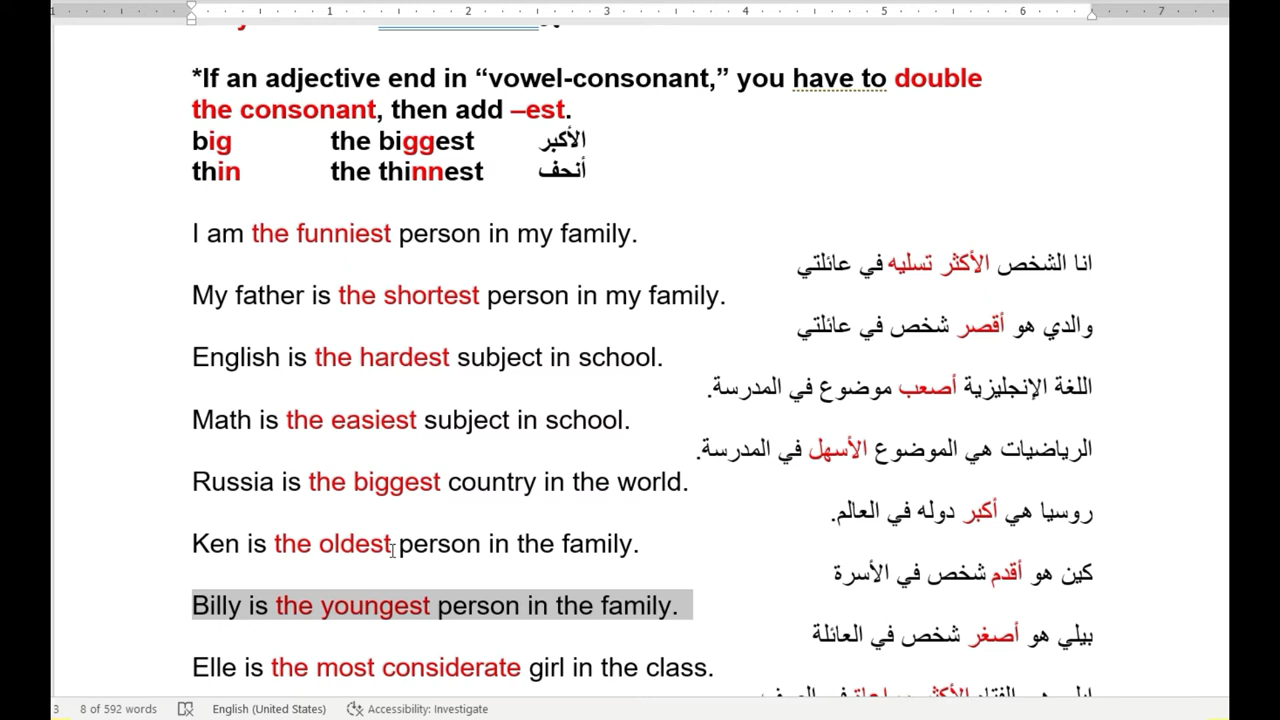 *If an adjective end in “vowel-consonant,” you have to double
the consonant, then add –est.
big the biggest الأكبر
thin the thinnest أنحف
I am the funniest person in my family.
انا الشخص الأكثر تسليه في عائلتي
My father is the shortest person in my family.
والدي هو أقصر شخص في عائلتي
English is the hardest subject in school.
اللغة الإنجليزية أصعب موضوع في المدرسة.
Math is the easiest subject in school.
الرياضيات هي الموضوع الأسهل في المدرسة.
Russia is the biggest country in the world.
روسيا هي أكبر دوله في العالم.
Ken is the oldest person in the family.
كين هو أقدم شخص في الأسرة
Billy is the youngest person in the family.
بيلي هو أصغر شخص في العائلة
Elle is the most considerate girl in the class.
3 8 of 592 words English (United States) Accessibility: Investigate